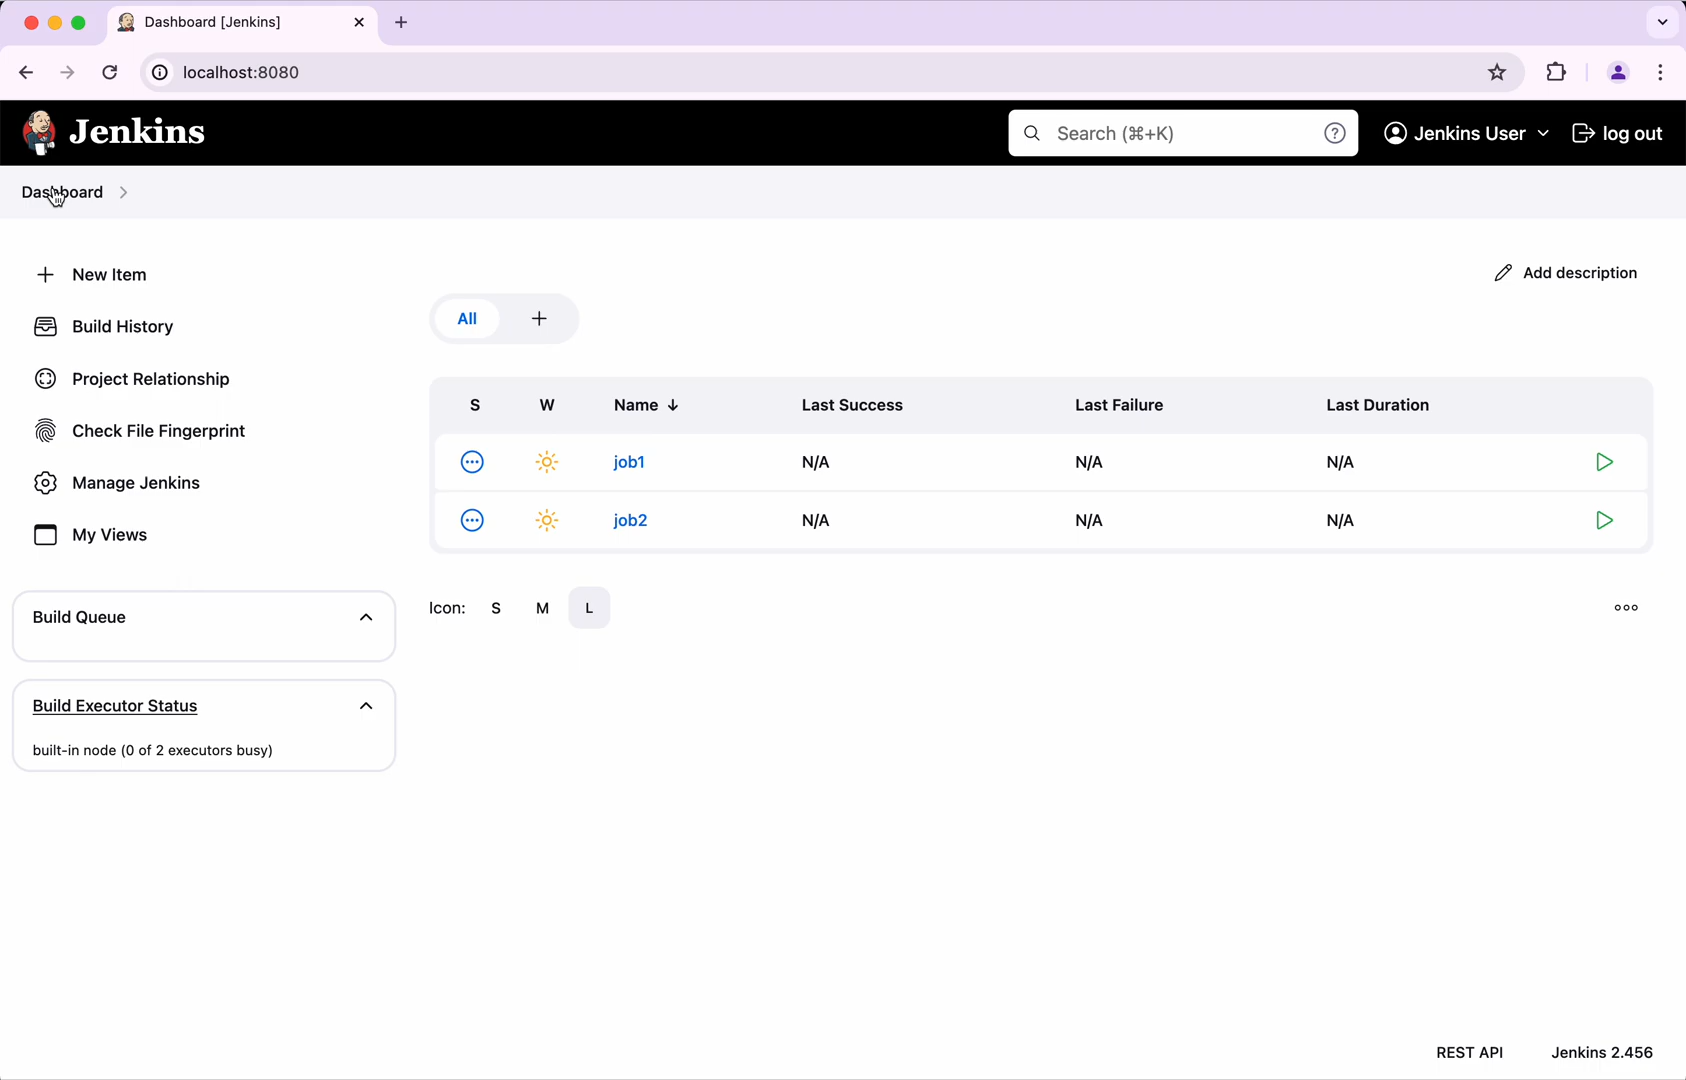 Dashboard [Jenkins]
localhost:8080
Jenkins
Search (⌘+K)
Jenkins User
log out
Dashboard
New Item
Build History
Project Relationship
Check File Fingerprint
Manage Jenkins
My Views
Build Queue
Build Executor Status
built-in node (0 of 2 executors busy)
Add description
All
S W Name ↓ Last Success Last Failure Last Duration
job1 N/A N/A N/A
job2 N/A N/A N/A
Icon: S M L
REST API Jenkins 2.456